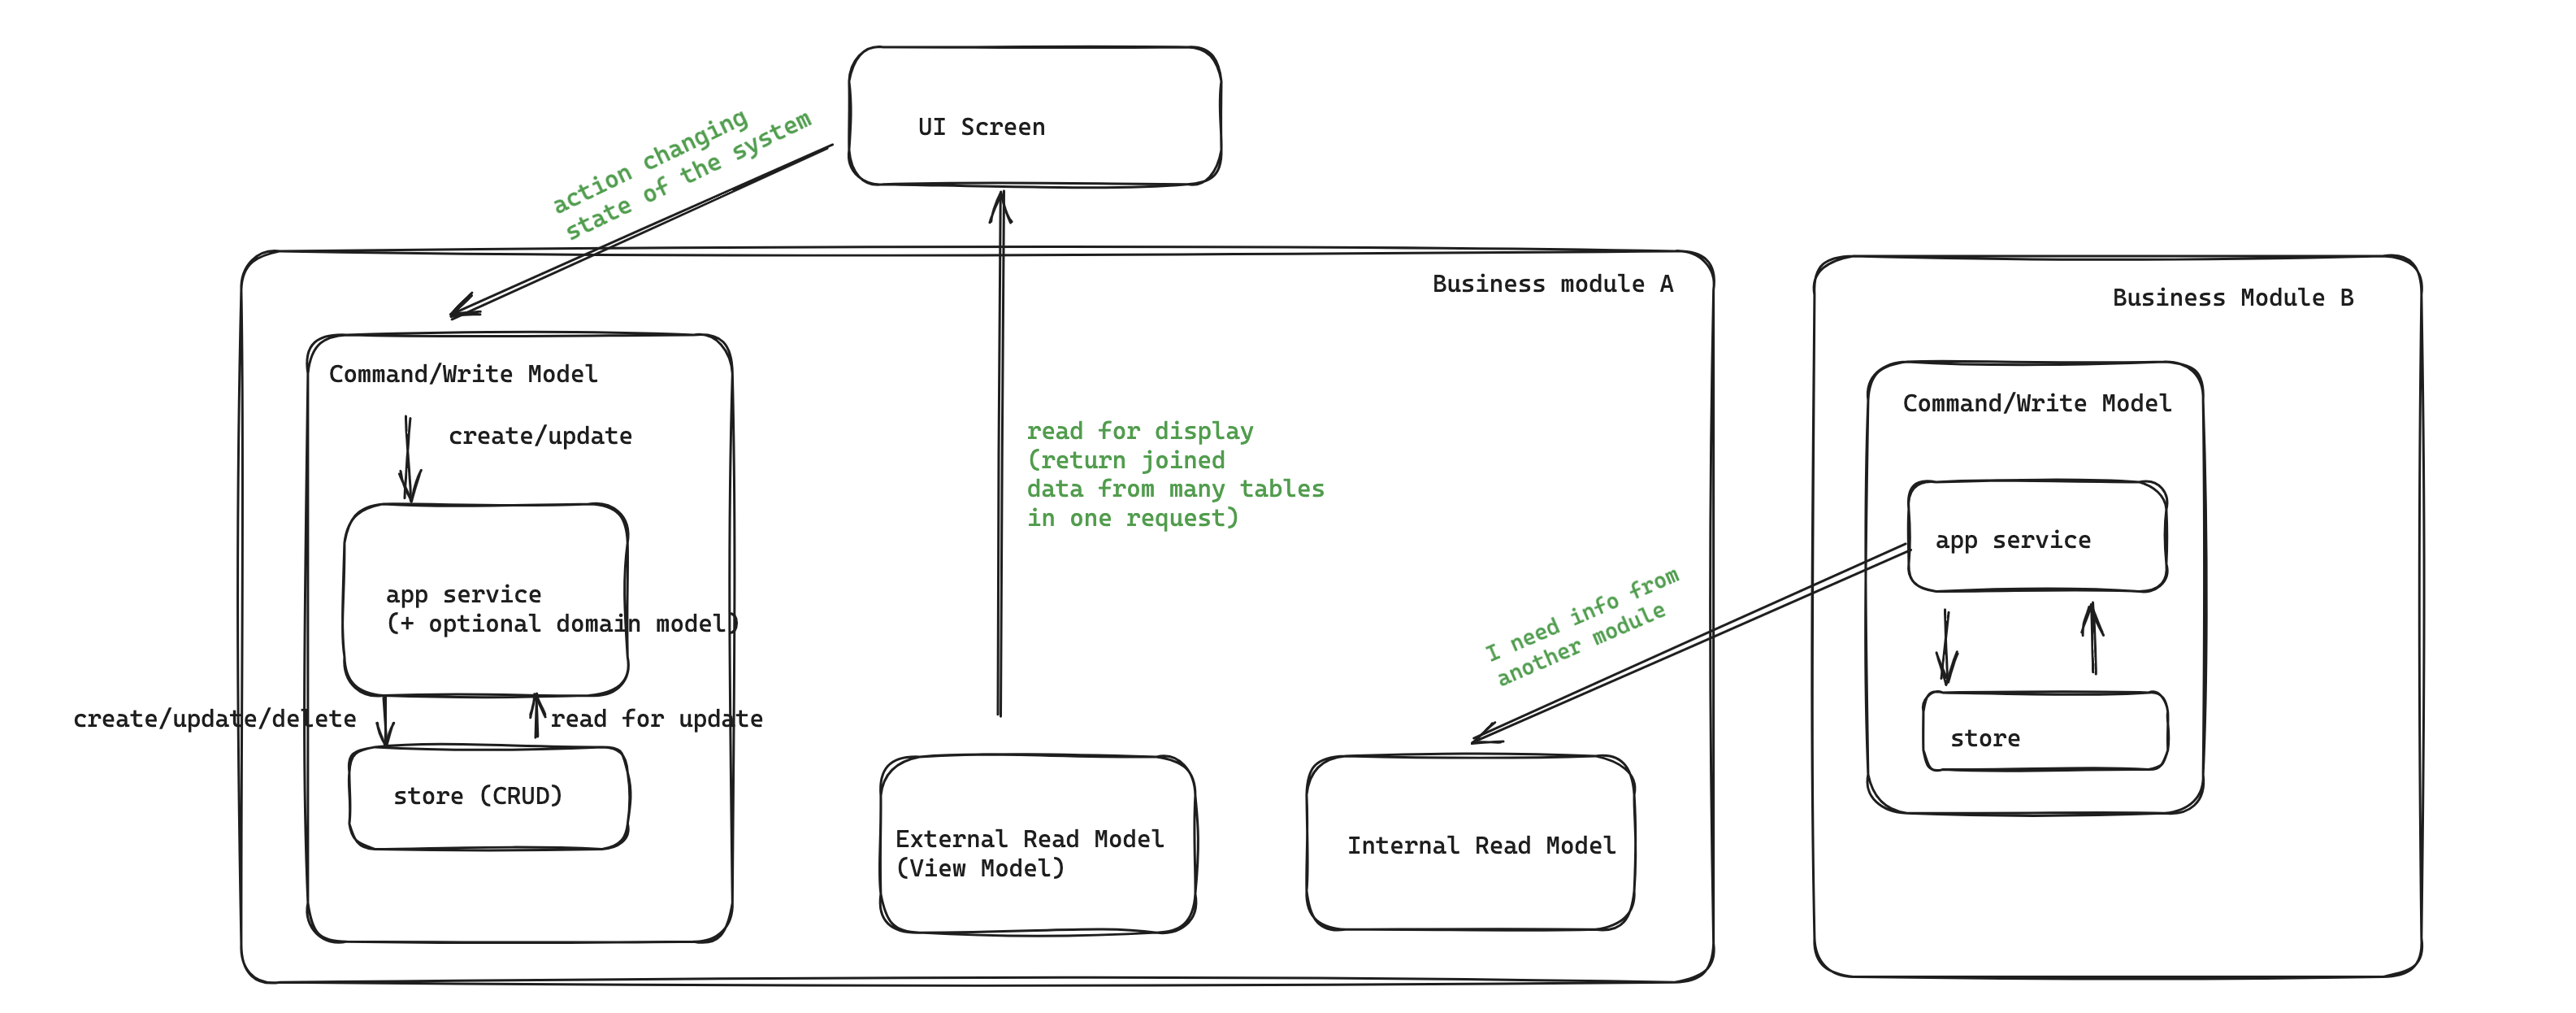 UI Screen
action changing
state of the system
Business module A
Business Module B
Command/Write Model
create/update
app service
(+ optional domain model)
create/update/delete
read for update
store (CRUD)
read for display
(return joined
data from many tables
in one request)
External Read Model
(View Model)
I need info from
another module
Internal Read Model
Command/Write Model
app service
store